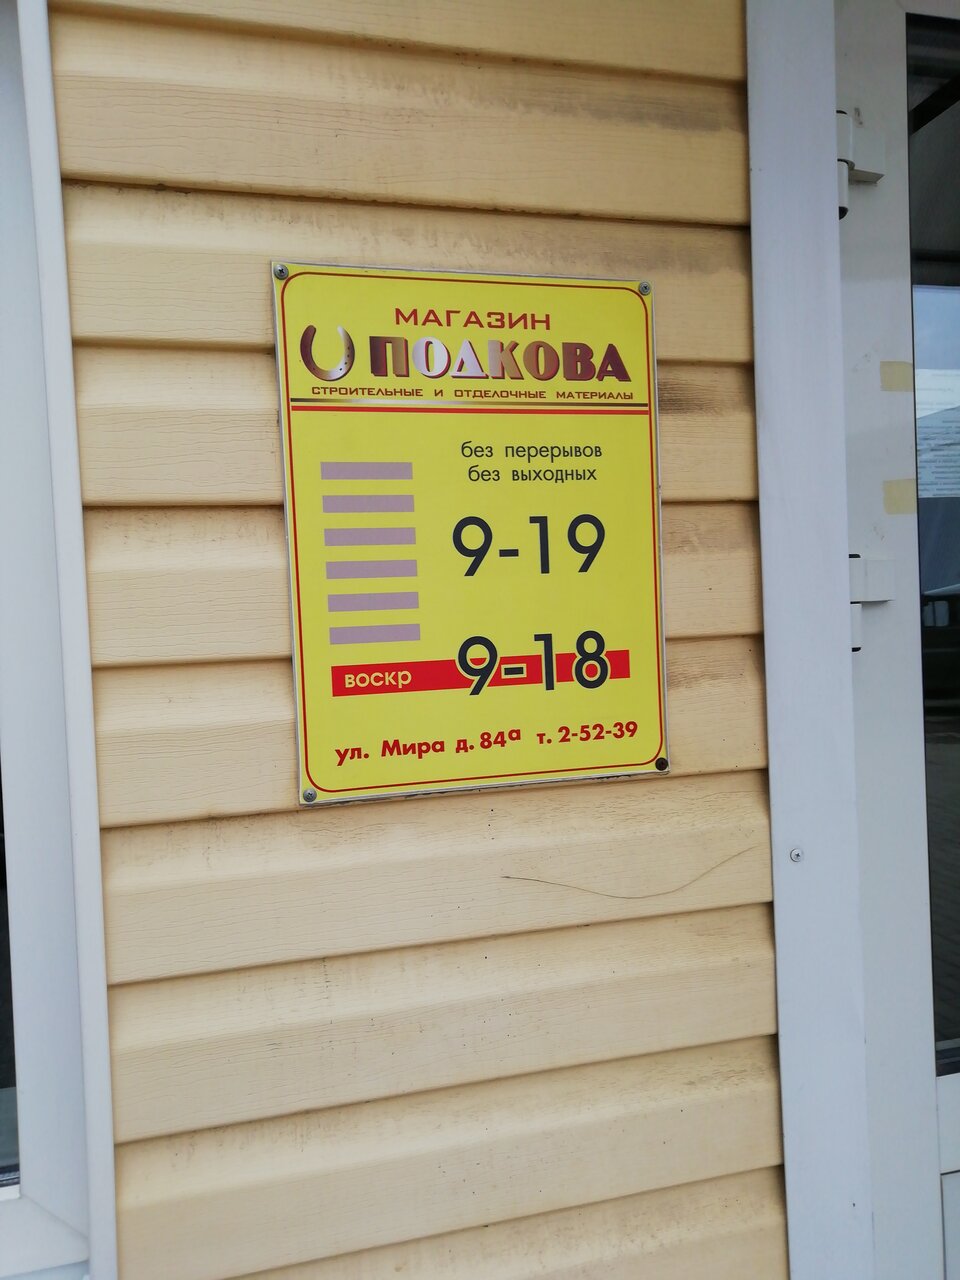 МАГАЗИН
ПОДКОВА
СТРОИТЕЛЬНЫЕ И ОТДЕЛОЧНЫЕ МАТЕРИАЛЫ
без перерывов
без выходных
9-19
воскр 9-18
ул. Мира д. 84а т. 2-52-39